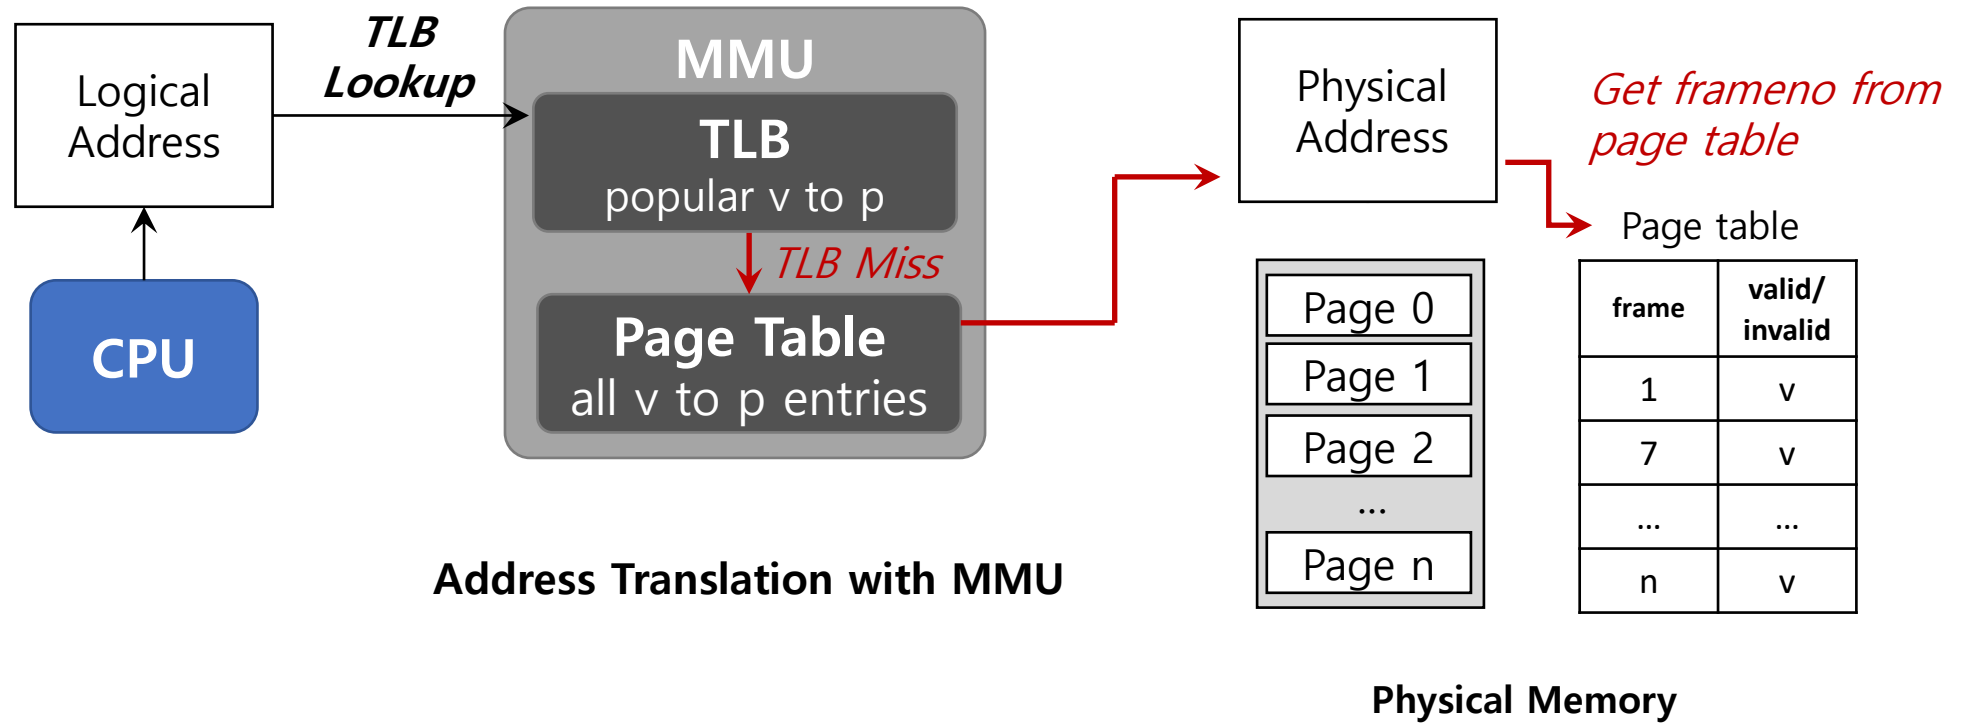 Logical
Address
TLB
Lookup
CPU
MMU
TLB
popular v to p
TLB Miss
Page Table
all v to p entries
Address Translation with MMU
Physical
Address
Get frameno from
page table
Page 0
Page 1
Page 2
...
Page n
Page table
frame
valid/
invalid
1 v
7 v
... ...
n v
Physical Memory